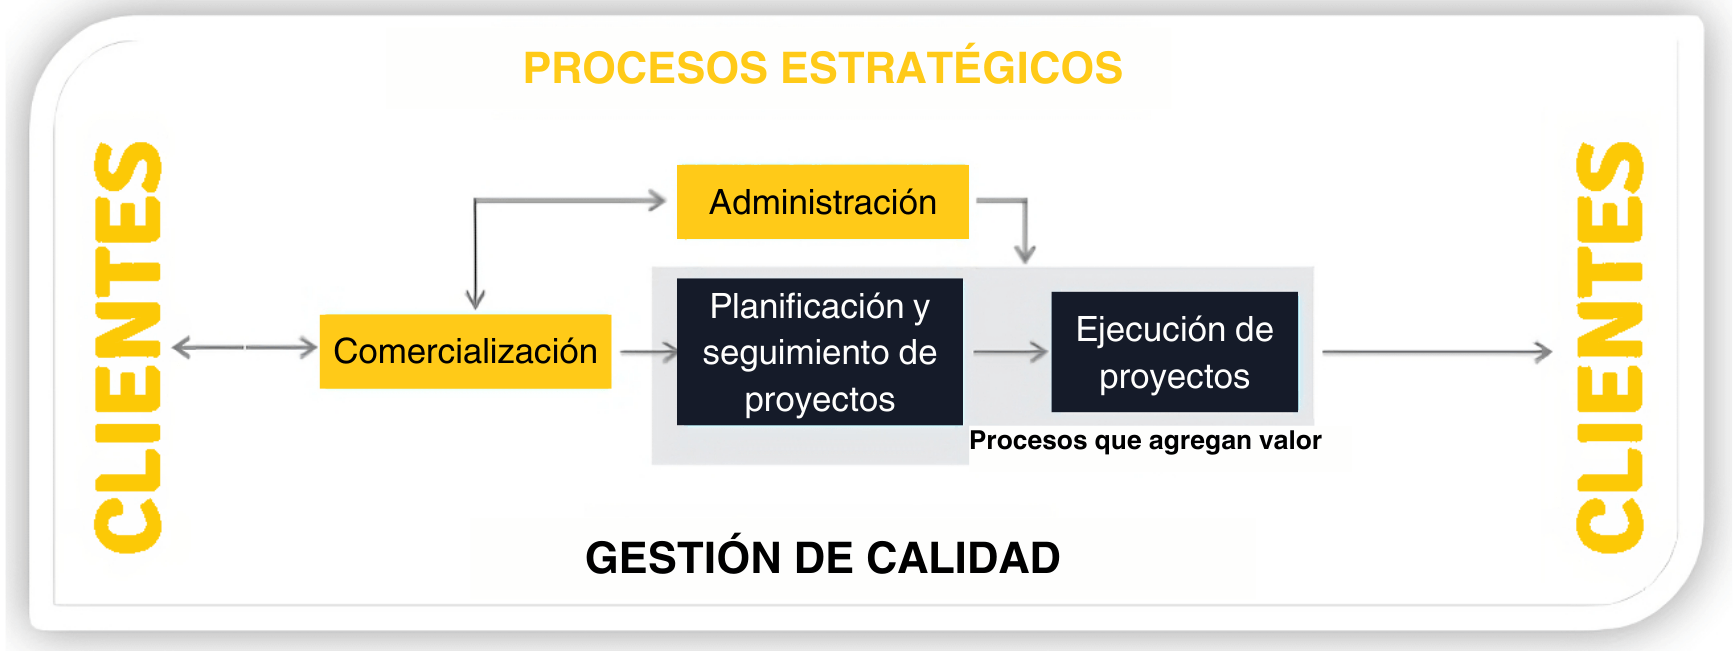 PROCESOS ESTRATÉGICOS
CLIENTES
Administración
Comercialización
Planificación y
seguimiento de
proyectos
Ejecución de
proyectos
Procesos que agregan valor
CLIENTES
GESTIÓN DE CALIDAD